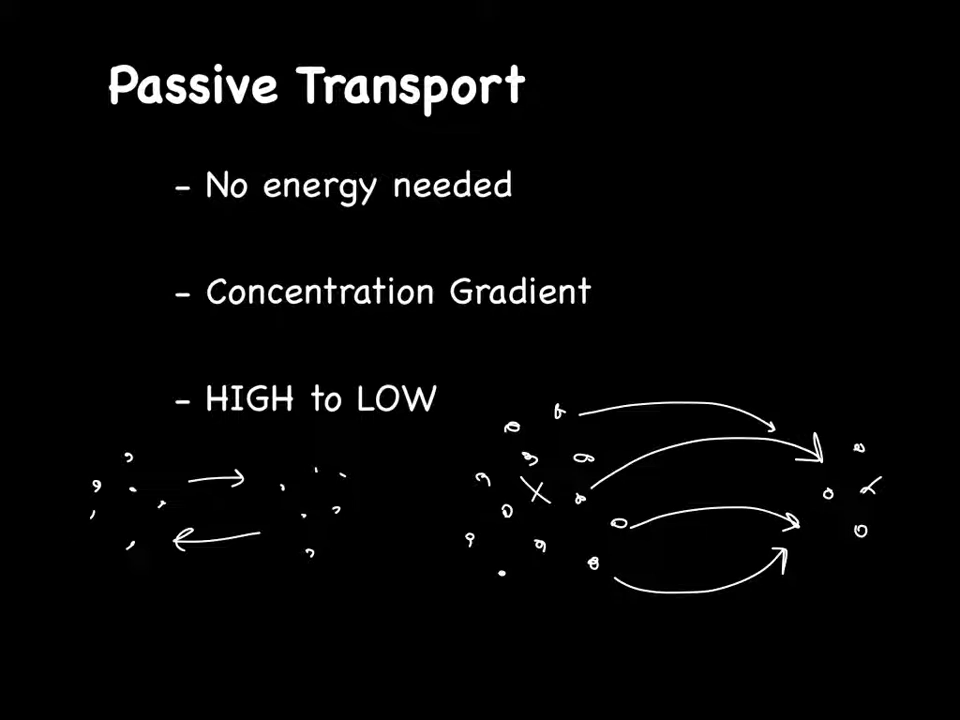 Passive Transport
- No energy needed
- Concentration Gradient
- HIGH to LOW